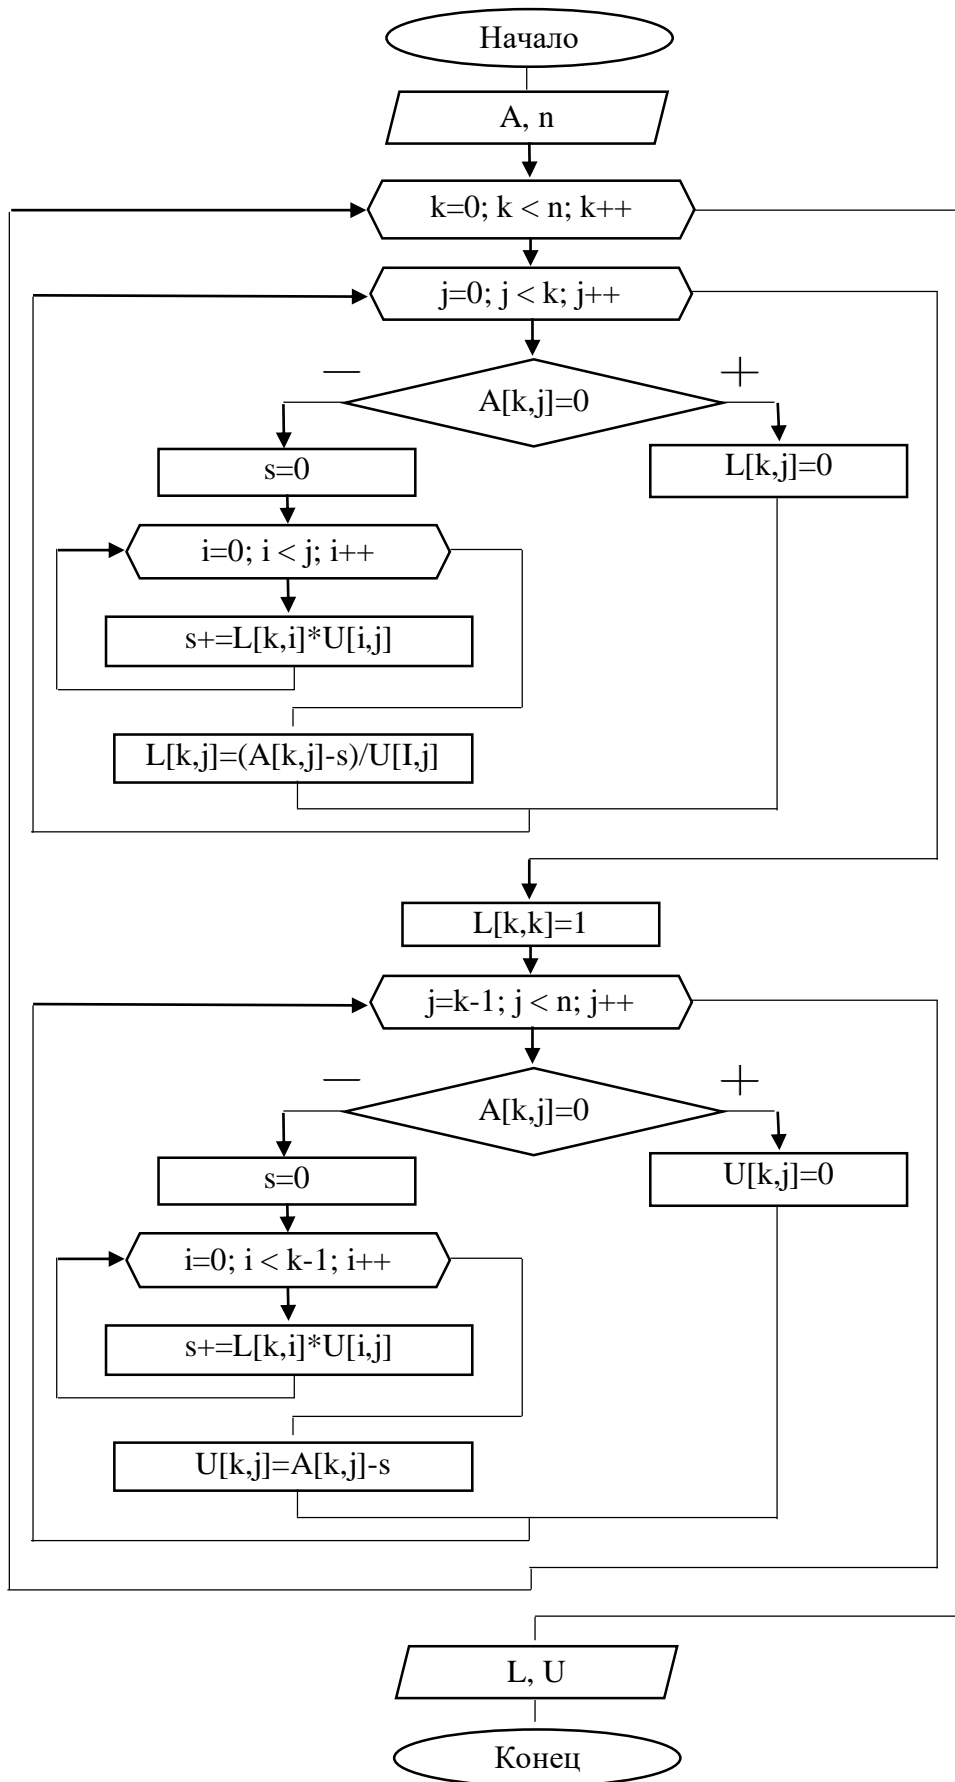 Начало
A, n
k=0; k < n; k++
j=0; j < k; j++
— +
A[k,j]=0
s=0
L[k,j]=0
i=0; i < j; i++
s+=L[k,i]*U[i,j]
L[k,j]=(A[k,j]-s)/U[I,j]
L[k,k]=1
j=k-1; j < n; j++
— +
A[k,j]=0
s=0
U[k,j]=0
i=0; i < k-1; i++
s+=L[k,i]*U[i,j]
U[k,j]=A[k,j]-s
L, U
Конец